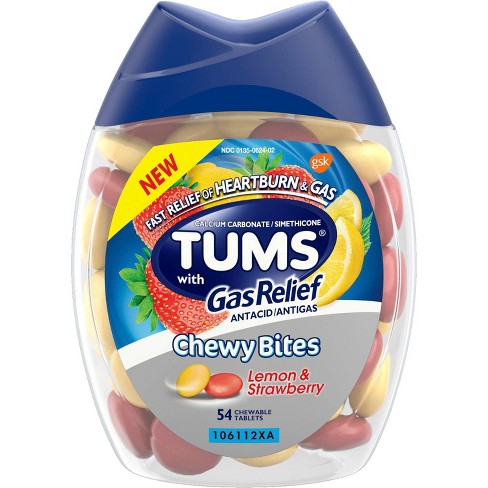 NDC 0135-0624-02
gsk
NEW
FAST RELIEF OF HEARTBURN & GAS
CALCIUM CARBONATE/SIMETHICONE
TUMS®
with Gas Relief
ANTACID/ANTIGAS
Chewy Bites
Lemon &
Strawberry
54 CHEWABLE
TABLETS
106112XA